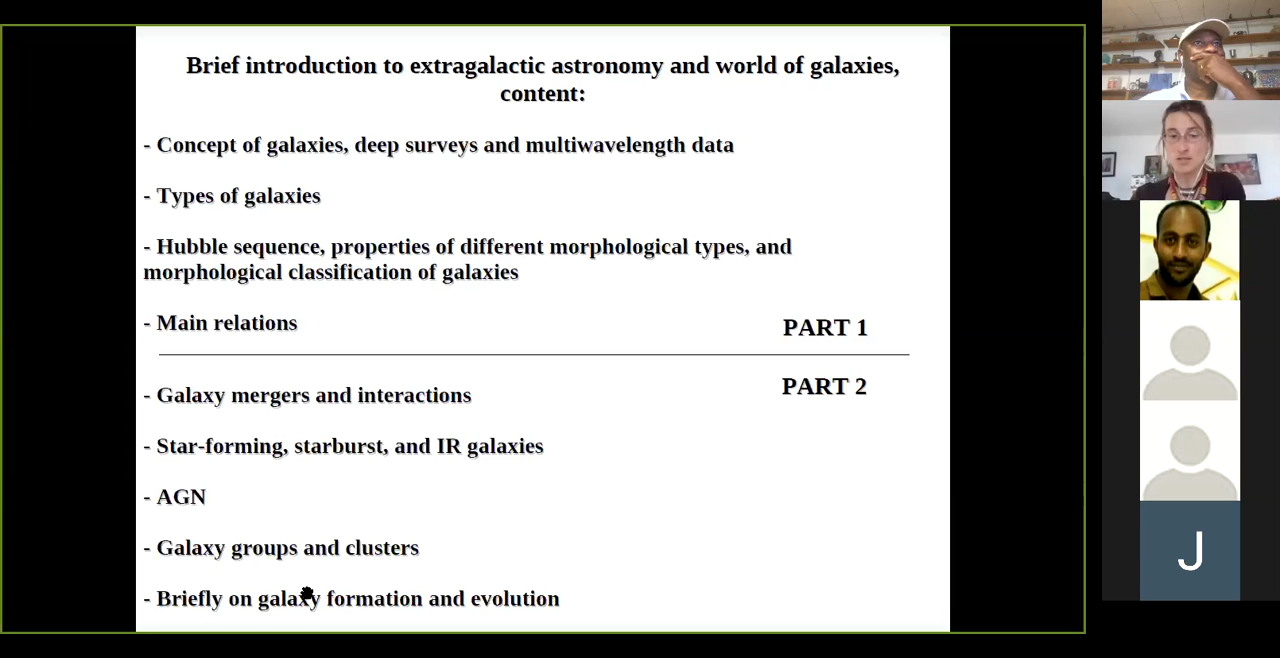 Brief introduction to extragalactic astronomy and world of galaxies,
content:
- Concept of galaxies, deep surveys and multiwavelength data
- Types of galaxies
- Hubble sequence, properties of different morphological types, and
morphological classification of galaxies
- Main relations
PART 1
PART 2
- Galaxy mergers and interactions
- Star-forming, starburst, and IR galaxies
- AGN
- Galaxy groups and clusters
- Briefly on galaxy formation and evolution
J